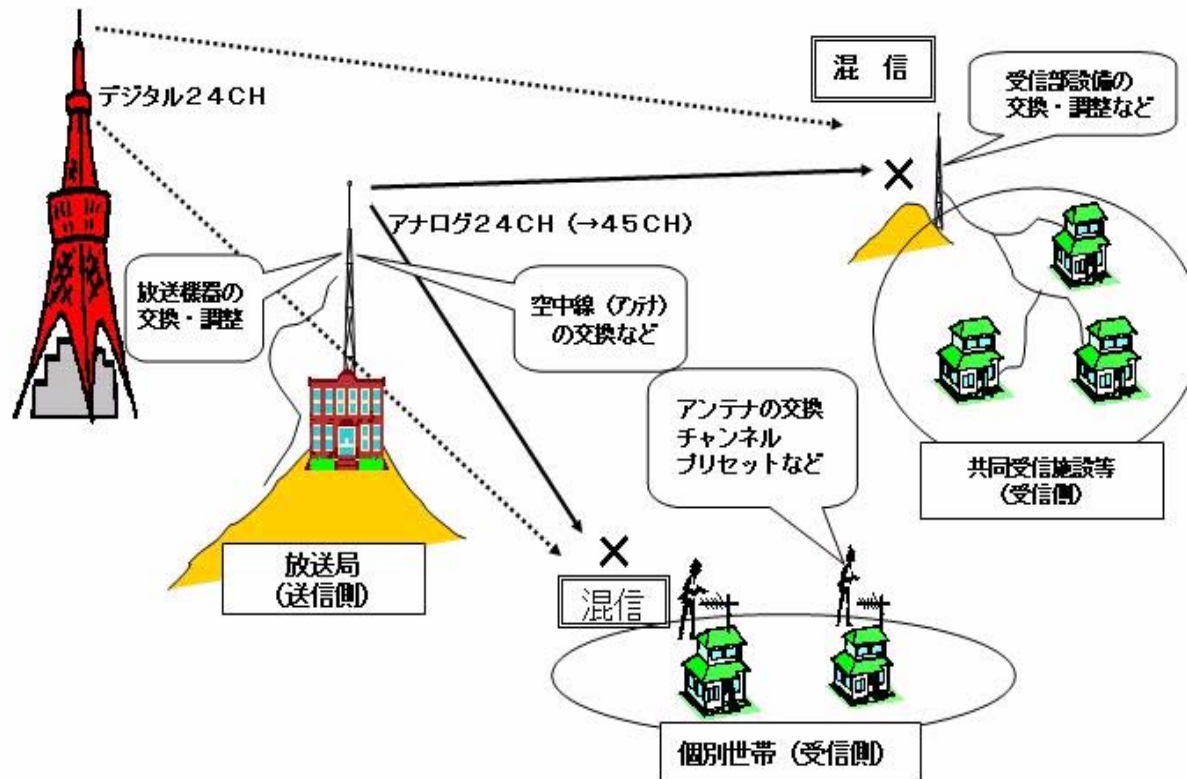 デジタル２４CH
混　信
受信部設備の
交換・調整など
アナログ２４CH（→４５CH）
放送機器の
交換・調整
空中線（ｱﾝﾃﾅ）
の交換など
アンテナの交換
チャンネル
プリセットなど
共同受信施設等
（受信側）
放送局
（送信側）
混信
個別世帯（受信側）